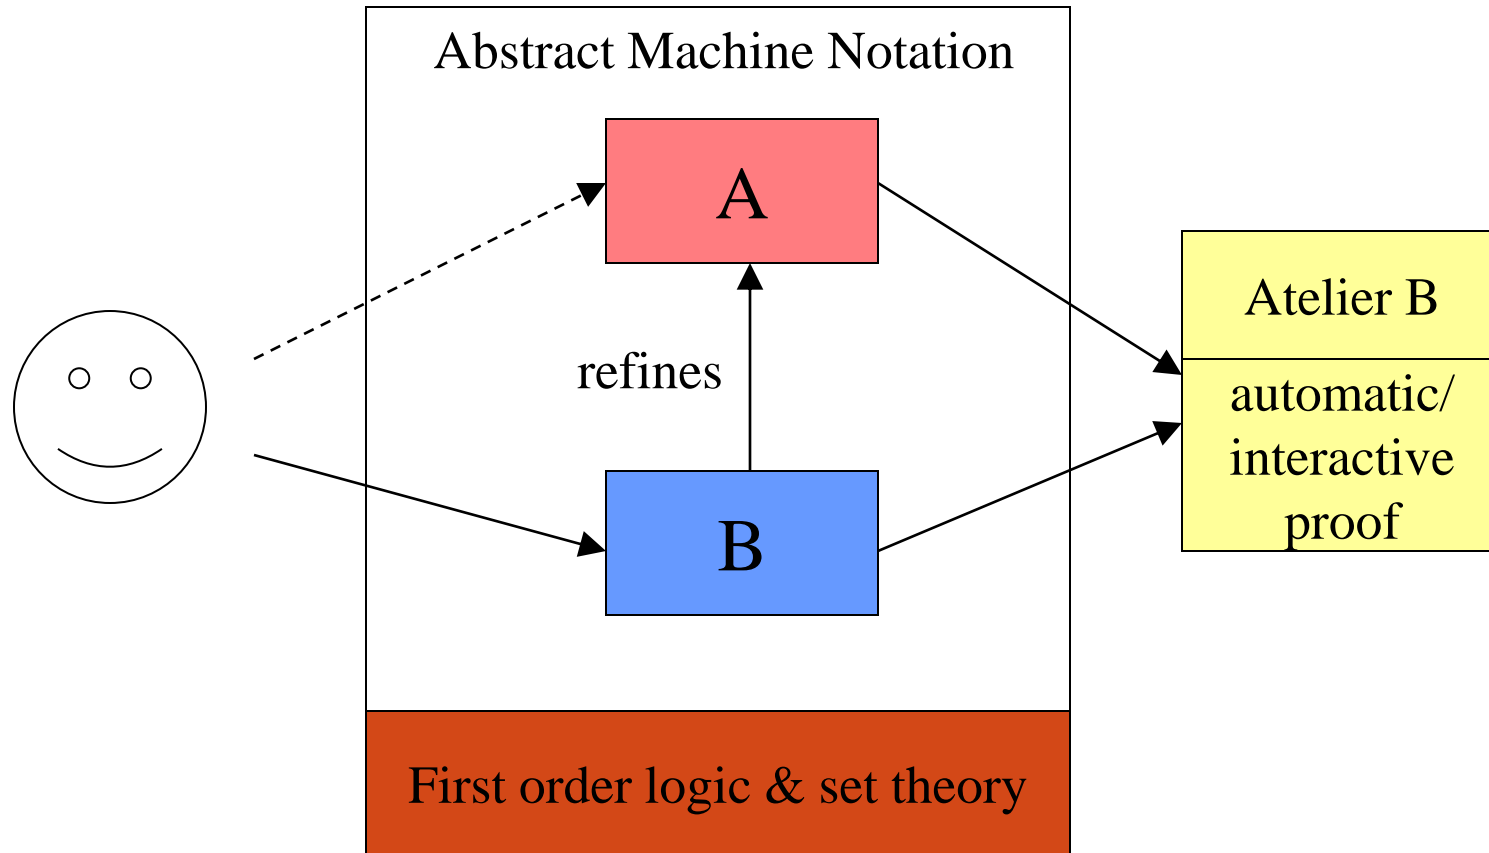 Abstract Machine Notation
A
refines
B
Atelier B
automatic/
interactive
proof
First order logic & set theory